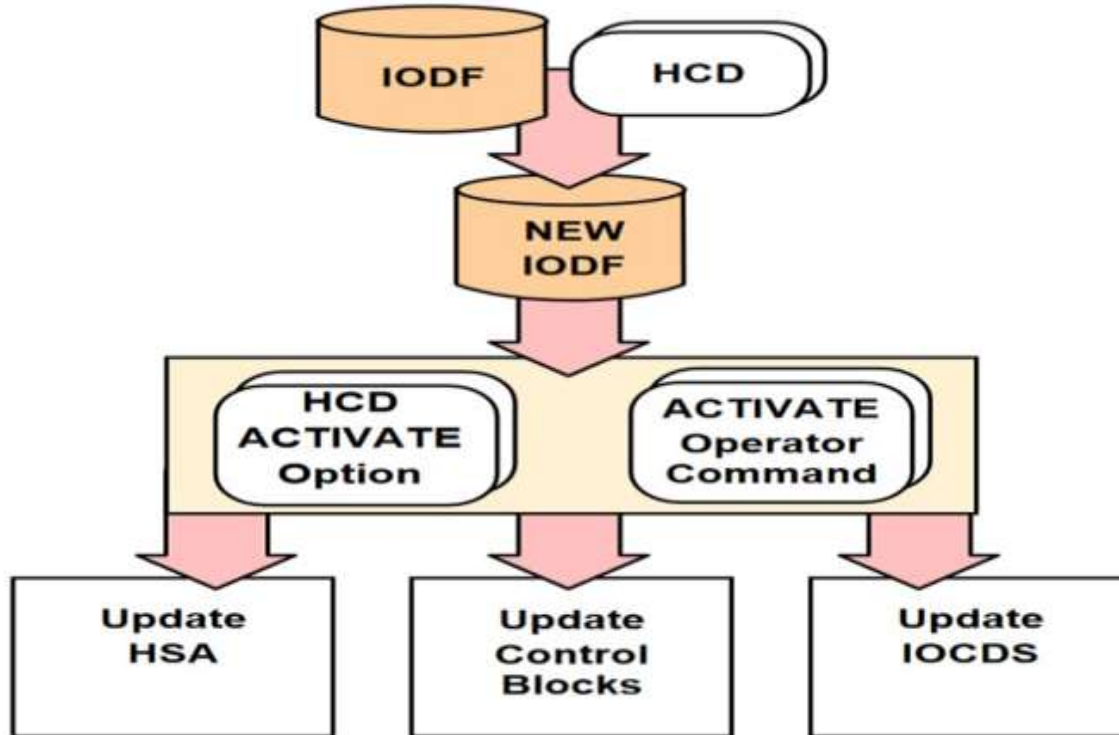 IODF
HCD
NEW
IODF
HCD
ACTIVATE
Option
ACTIVATE
Operator
Command
Update
HSA
Update
Control
Blocks
Update
IOCDS